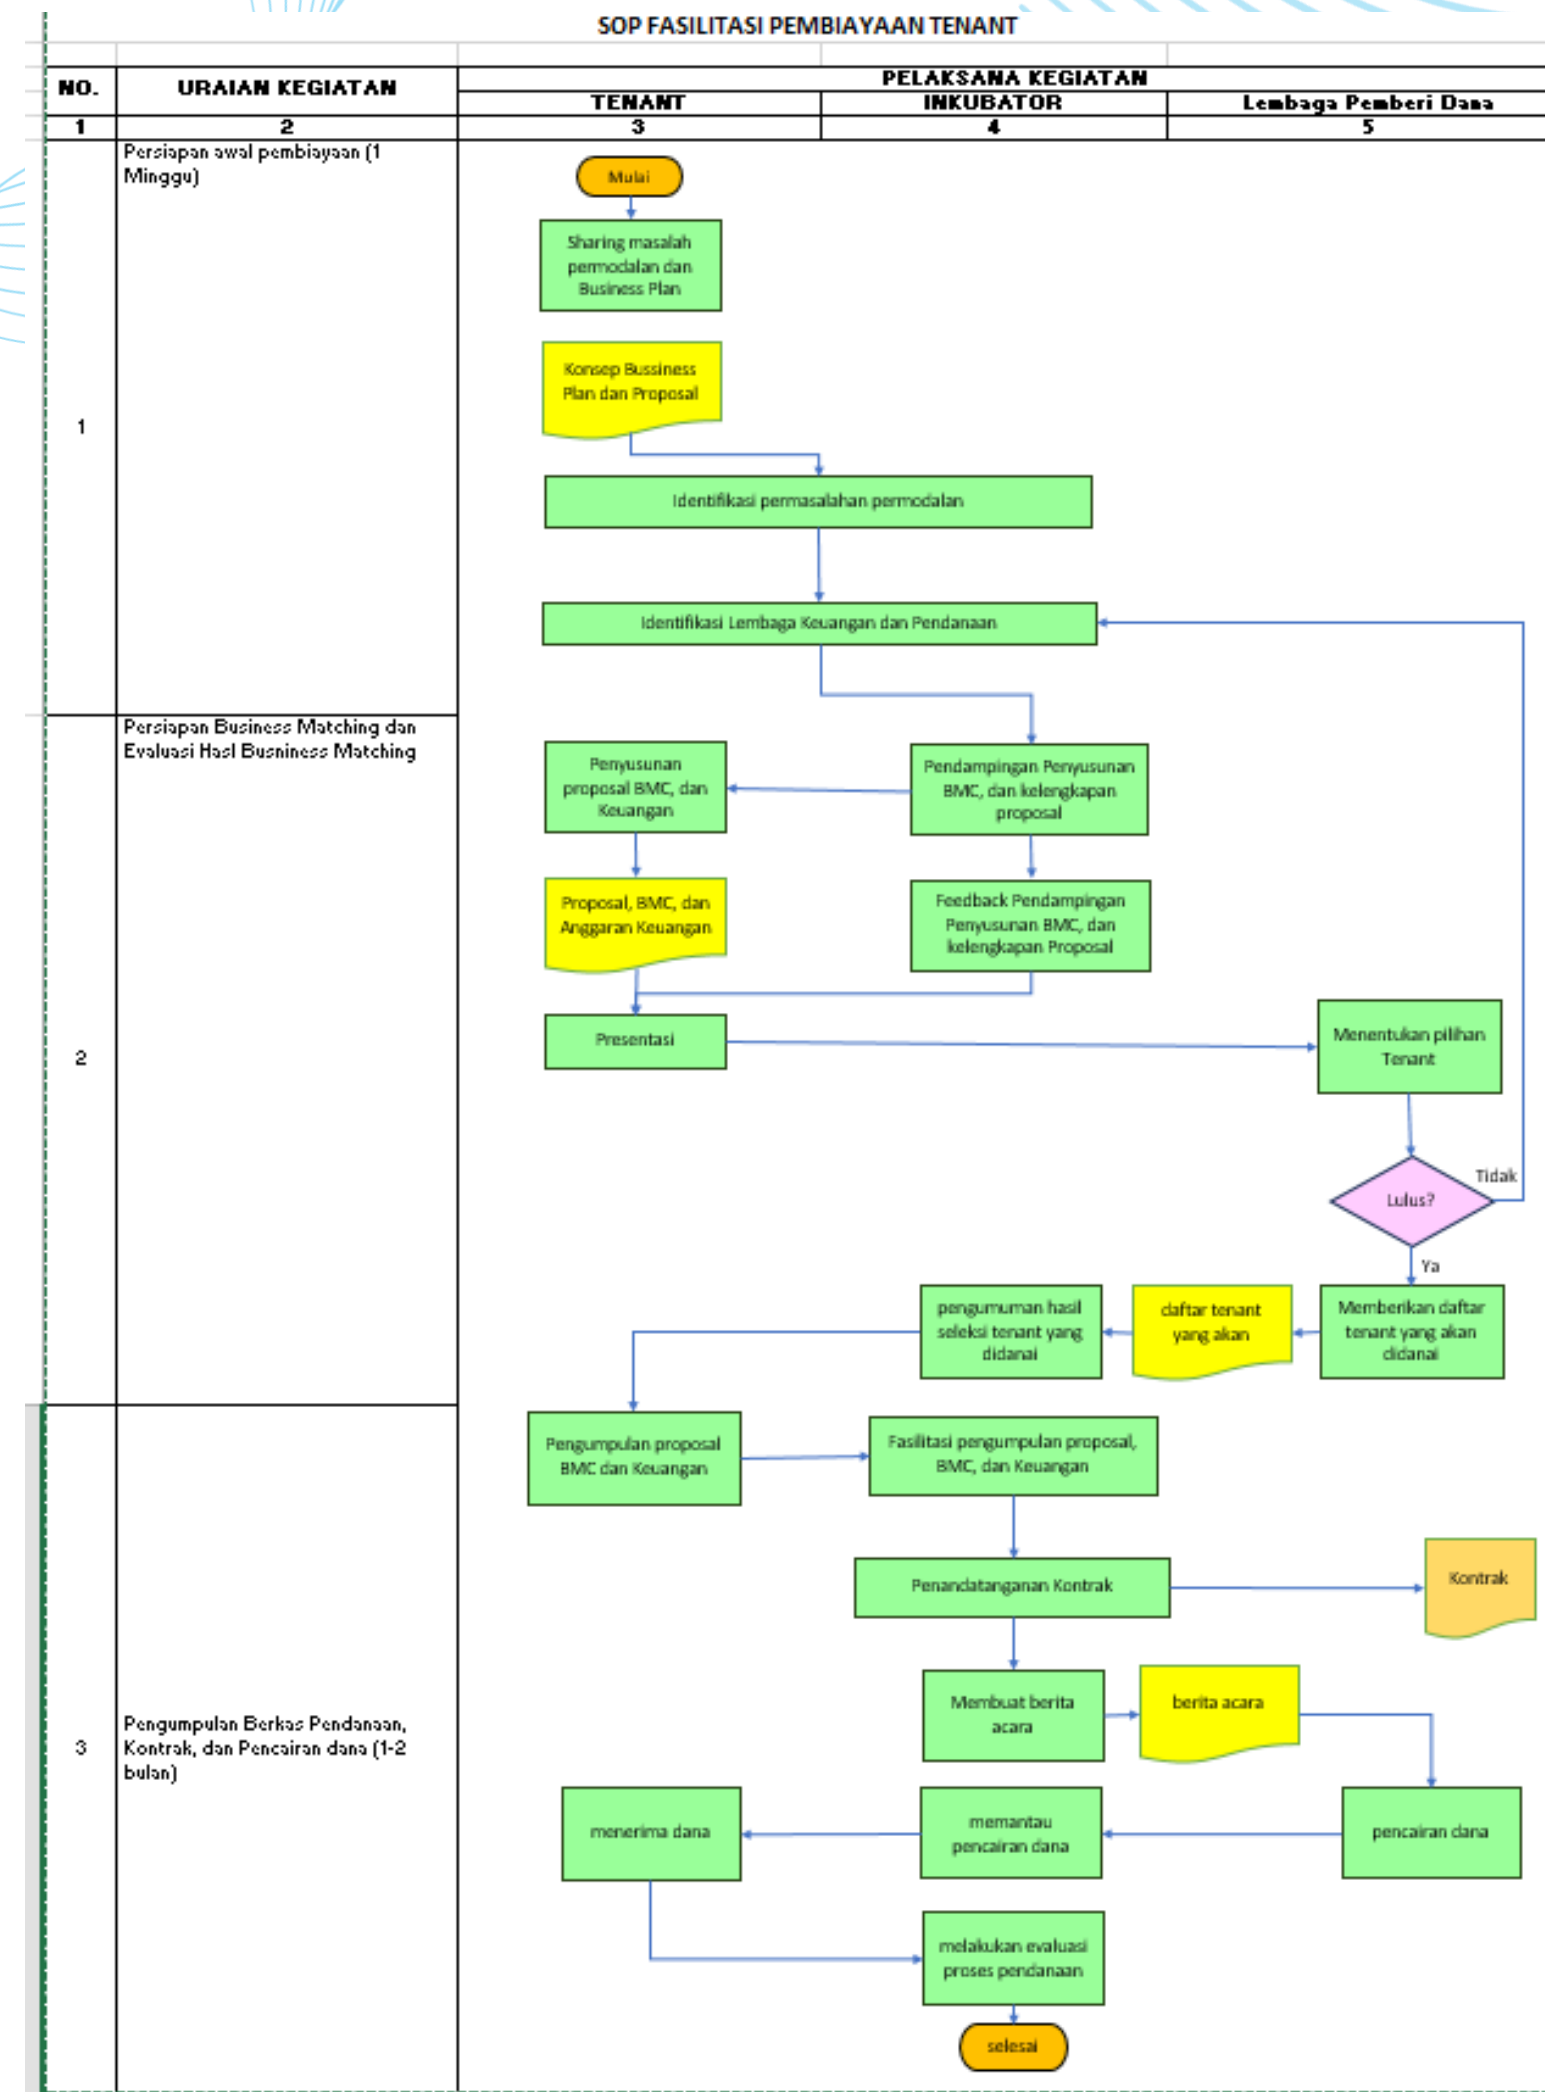 SOP FASILITASI PEMBIAYAAN TENANT
NO.
URAIAN KEGIATAN
PELAKSANA KEGIATAN
TENANT
INKUBATOR
Lembaga Pemberi Dana
1
2
3
4
5
1
Persiapan awal pembiayaan (1
Minggu)
Mulai
Sharing masalah
permodalan dan
Business Plan
Konsep Bussiness
Plan dan Proposal
Identifikasi permasalahan permodalan
Identifikasi Lembaga Keuangan dan Pendanaan
2
Persiapan Business Matching dan
Evaluasi Hasl Busniness Matching
Penyusunan
proposal BMC, dan
Keuangan
Pendampingan Penyusunan
BMC, dan kelengkapan
proposal
Proposal, BMC, dan
Anggaran Keuangan
Feedback Pendampingan
Penyusunan BMC, dan
kelengkapan Proposal
Presentasi
Menentukan pilihan
Tenant
Lulus?
Tidak
Ya
pengumuman hasil
seleksi tenant yang
didanai
daftar tenant
yang akan
Memberikan daftar
tenant yang akan
didanai
3
Pengumpulan Berkas Pendanaan,
Kontrak, dan Pencairan dana (1-2
bulan)
Pengumpulan proposal
BMC dan Keuangan
Fasilitasi pengumpulan proposal,
BMC, dan Keuangan
Penandatanganan Kontrak
Kontrak
Membuat berita
acara
berita acara
menerima dana
memantau
pencairan dana
pencairan dana
melakukan evaluasi
proses pendanaan
selesai